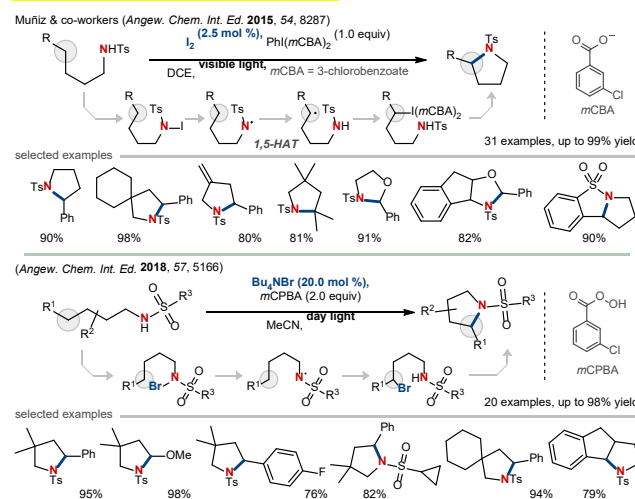 Muñiz & co-workers (Angew. Chem. Int. Ed. 2015, 54, 8287)
R
NHTs
I2 (2.5 mol %), PhI(mCBA)2 (1.0 equiv)
DCE, visible light, mCBA = 3-chlorobenzoate
Ts
N
R
O O−
Cl
mCBA
R Ts
N I
R Ts
N•
R Ts
NH
R
I(mCBA)2
NHTs
1,5-HAT
31 examples, up to 99% yield
selected examples
TsN Ph
90%
NTs Ph
98%
TsN Ph
80%
TsN
81%
TsN O Ph
91%
O Ph N Ts
82%
O O S N
90%
(Angew. Chem. Int. Ed. 2018, 57, 5166)
R1 R2 N H S O O R3
Bu4NBr (20.0 mol %),
mCPBA (2.0 equiv)
MeCN, day light
R2 N S O O R3 R1
O O OH
Cl
mCPBA
R1 Br N S O O R3
R1 N• S O O R3
R1 Br HN S O O R3
20 examples, up to 98% yield
selected examples
N Ts Ph
95%
N Ts OMe
98%
N Ts F
76%
Ph N S O O
82%
NTs Ph
94%
N Ts
79%